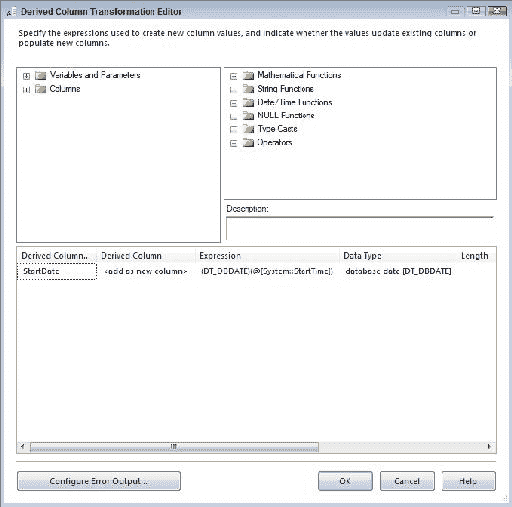 Derived Column Transformation Editor
Specify the expressions used to create new column values, and indicate whether the values update existing columns or
populate new columns.
Variables and Parameters
Columns
Mathematical Functions
String Functions
Date/Time Functions
NULL Functions
Type Casts
Operators
Description:
Derived Column... Derived Column Expression Data Type Length
StartDate <add as new column> (DT_DBDATE)(@[System::StartTime]) database date [DT_DBDATE]
Configure Error Output... OK Cancel Help